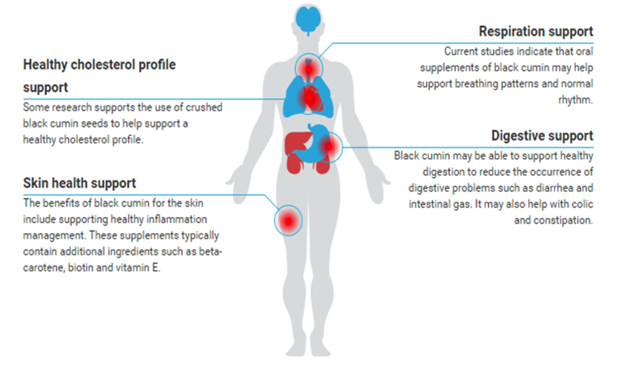 Healthy cholesterol profile
support
Some research supports the use of crushed
black cumin seeds to help support a
healthy cholesterol profile.
Skin health support
The benefits of black cumin for the skin
include supporting healthy inflammation
management. These supplements typically
contain additional ingredients such as beta-
carotene, biotin and vitamin E.
Respiration support
Current studies indicate that oral
supplements of black cumin may help
support breathing patterns and normal
rhythm.
Digestive support
Black cumin may be able to support healthy
digestion to reduce the occurrence of
digestive problems such as diarrhea and
intestinal gas. It may also help with colic
and constipation.